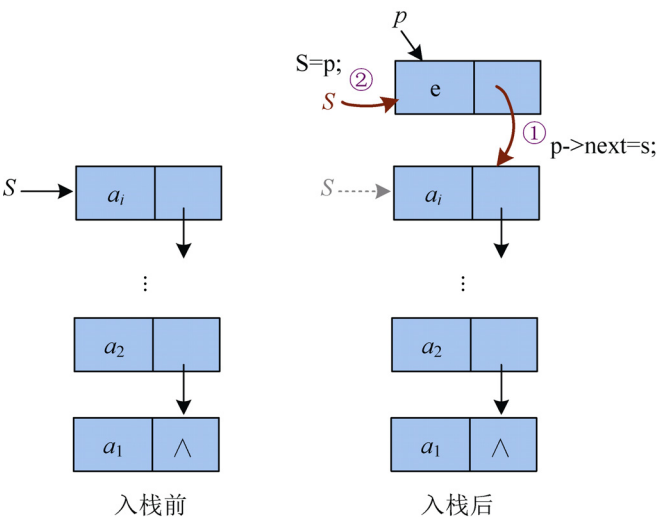 p
S=p;
②
S
e
①
p->next=s;
S
aᵢ
S
aᵢ
⋮
⋮
a₂
a₂
a₁ ∧
a₁ ∧
入栈前
入栈后